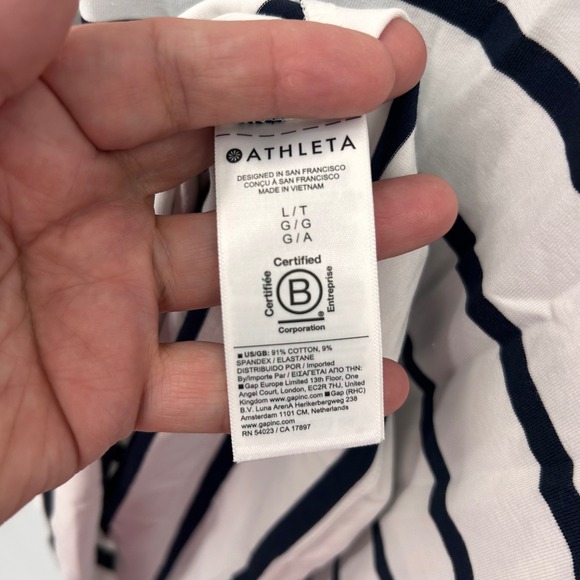 ATHLETA
DESIGNED IN SAN FRANCISCO
CONÇU À SAN FRANCISCO
MADE IN VIETNAM
L / T
G / G
G / A
Certified
Certifiée
B
®
Entreprise
Corporation
■ US/GB: 91% COTTON, 9%
SPANDEX / ELASTANE
DISTRIBUIDO POR / Imported
By/Importe Par / ΕΙΣΑΓΕΤΑΙ ΑΠΟ ΤΗΝ:
■ Gap Europe Limited 13th Floor, One
Angel Court, London, EC2R 7HJ, United
Kingdom www.gapinc.com ■ Gap (RHC)
B.V. Luna ArenA Herikerbergweg 238
Amsterdam 1101 CM, Netherlands
www.gapinc.com
RN 54023 / CA 17897